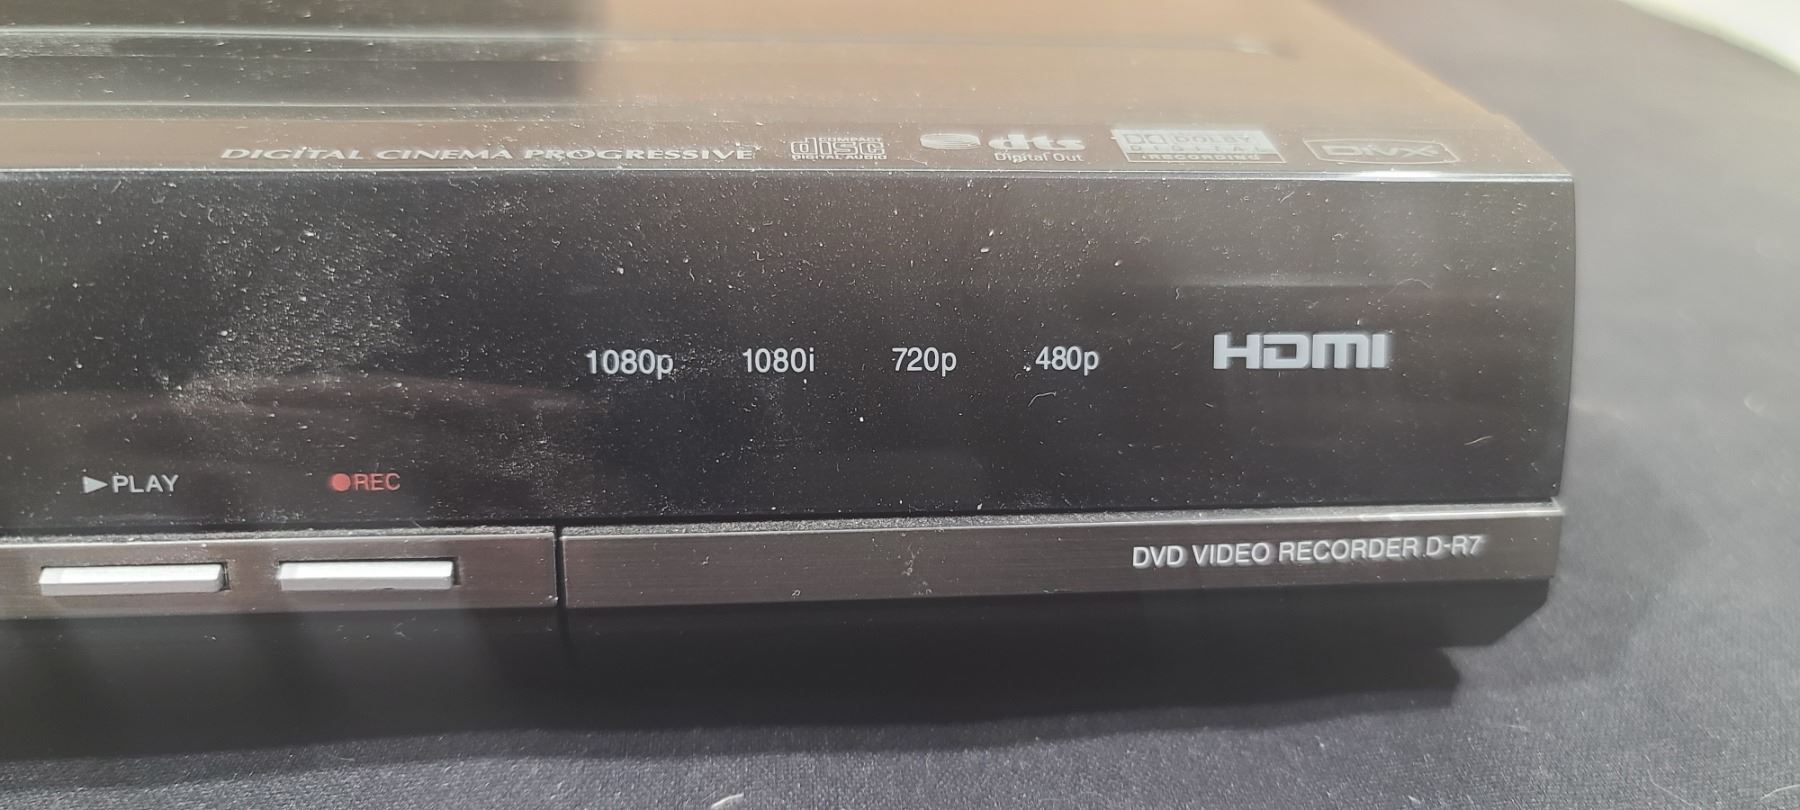 DIGITAL CINEMA PROGRESSIVE
COMPACT
disc
DIGITAL AUDIO
dts
Digital Out
DOLBY
DIGITAL
RECORDING
DIVX
1080p 1080i 720p 480p HDMI
►PLAY ●REC
DVD VIDEO RECORDER D-R7